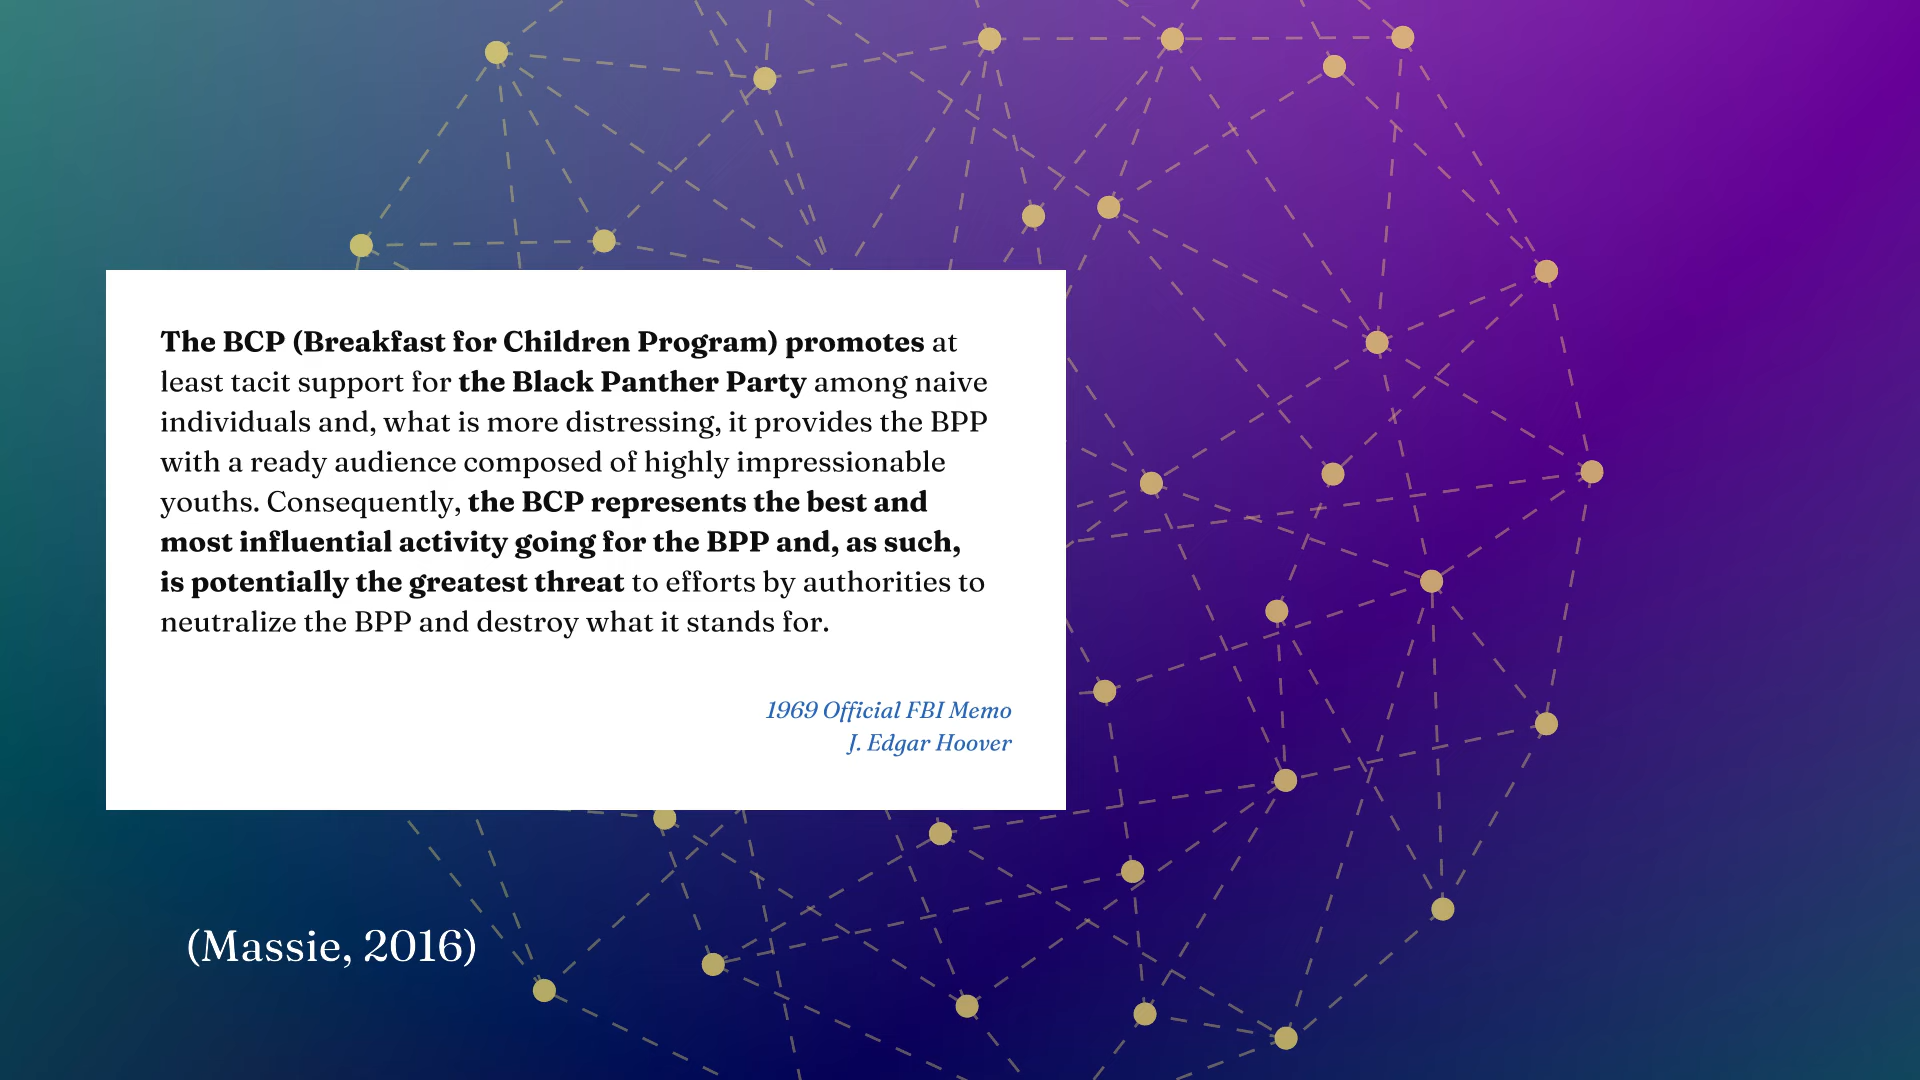 The BCP (Breakfast for Children Program) promotes at
least tacit support for the Black Panther Party among naive
individuals and, what is more distressing, it provides the BPP
with a ready audience composed of highly impressionable
youths. Consequently, the BCP represents the best and
most influential activity going for the BPP and, as such,
is potentially the greatest threat to efforts by authorities to
neutralize the BPP and destroy what it stands for.
1969 Official FBI Memo
J. Edgar Hoover
(Massie, 2016)